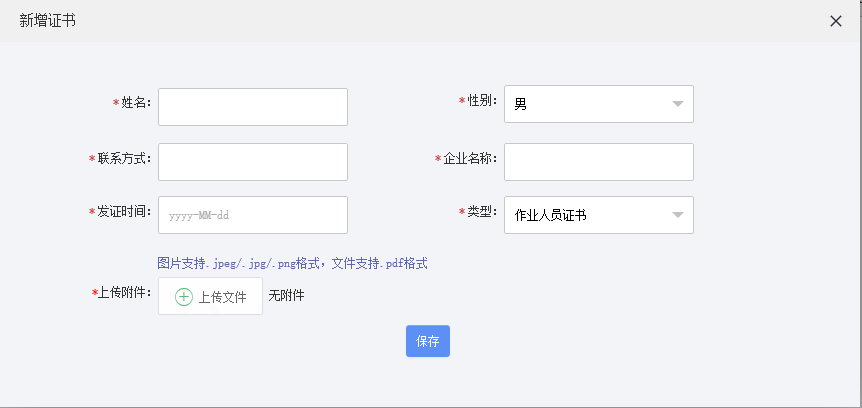 新增证书
*姓名：
*性别： 男
*联系方式：
*企业名称：
*发证时间： yyyy-MM-dd
*类型： 作业人员证书
图片支持.jpeg/.jpg/.png格式，文件支持.pdf格式
*上传附件： 上传文件 无附件
保存